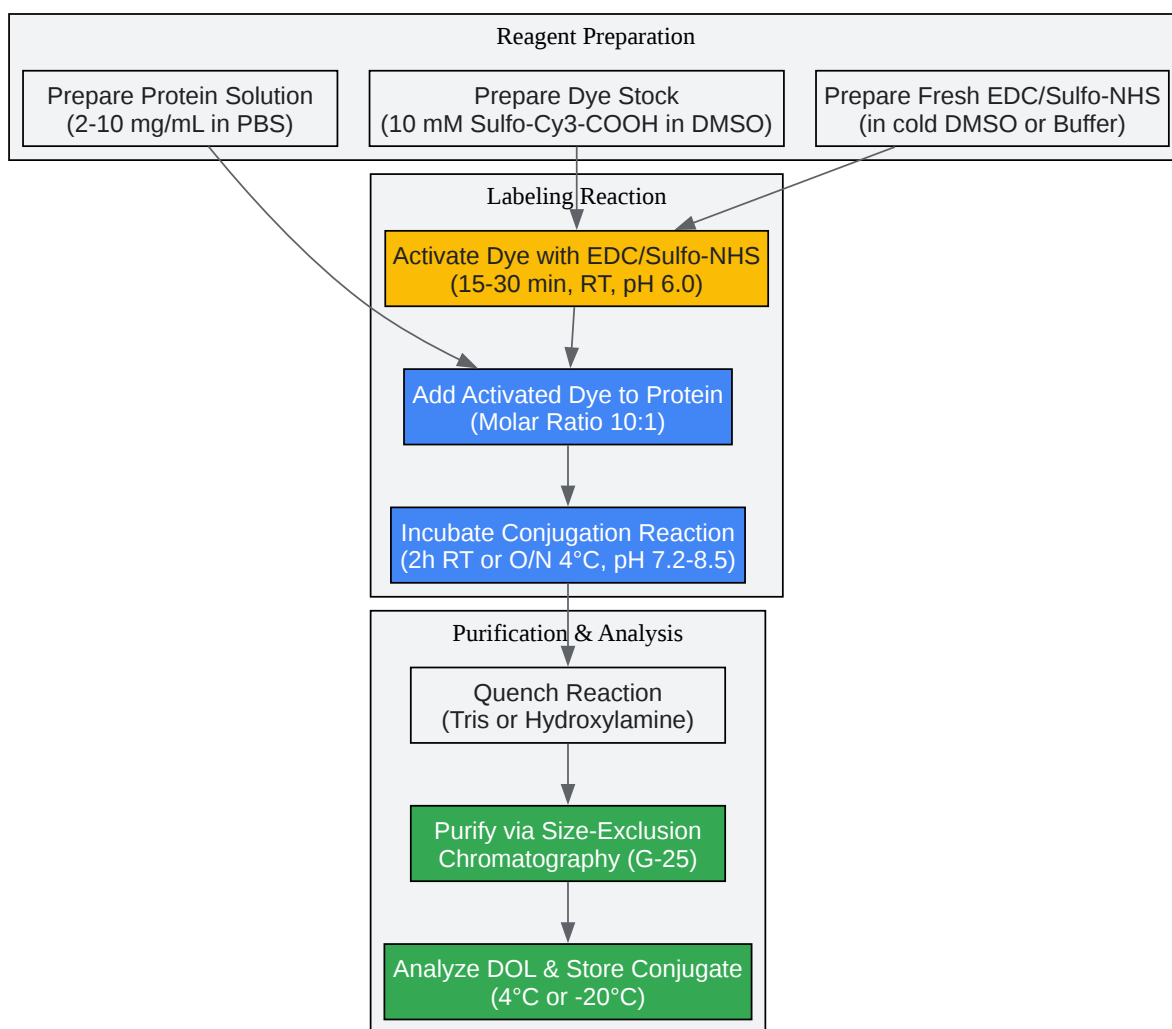 Reagent Preparation
Prepare Protein Solution
(2-10 mg/mL in PBS)
Prepare Dye Stock
(10 mM Sulfo-Cy3-COOH in DMSO)
Prepare Fresh EDC/Sulfo-NHS
(in cold DMSO or Buffer)
Labeling Reaction
Activate Dye with EDC/Sulfo-NHS
(15-30 min, RT, pH 6.0)
Add Activated Dye to Protein
(Molar Ratio 10:1)
Incubate Conjugation Reaction
(2h RT or O/N 4°C, pH 7.2-8.5)
Purification & Analysis
Quench Reaction
(Tris or Hydroxylamine)
Purify via Size-Exclusion
Chromatography (G-25)
Analyze DOL & Store Conjugate
(4°C or -20°C)